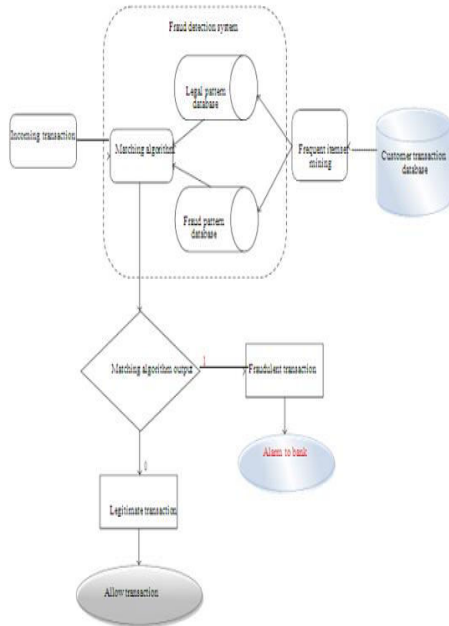 Fraud detection system
Legal pattern
database
Incoming transaction
Matching algorithm
Frequent itemset
mining
Customer transaction
database
Fraud pattern
database
Matching algorithm output
1
Fraudulent transaction
Alarm to bank
0
Legitimate transaction
Allow transaction